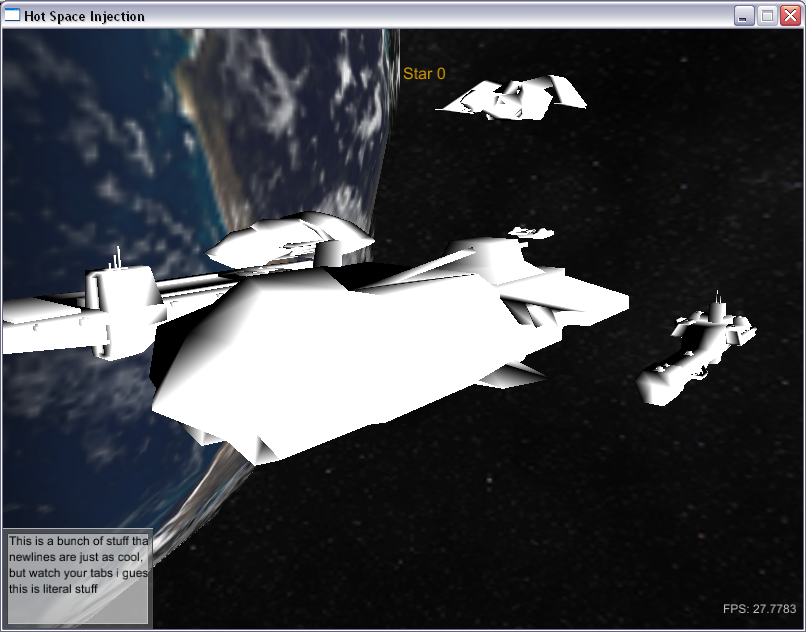 Hot Space Injection
Star 0
This is a bunch of stuff tha
newlines are just as cool,
but watch your tabs i gues
this is literal stuff
FPS: 27.7783